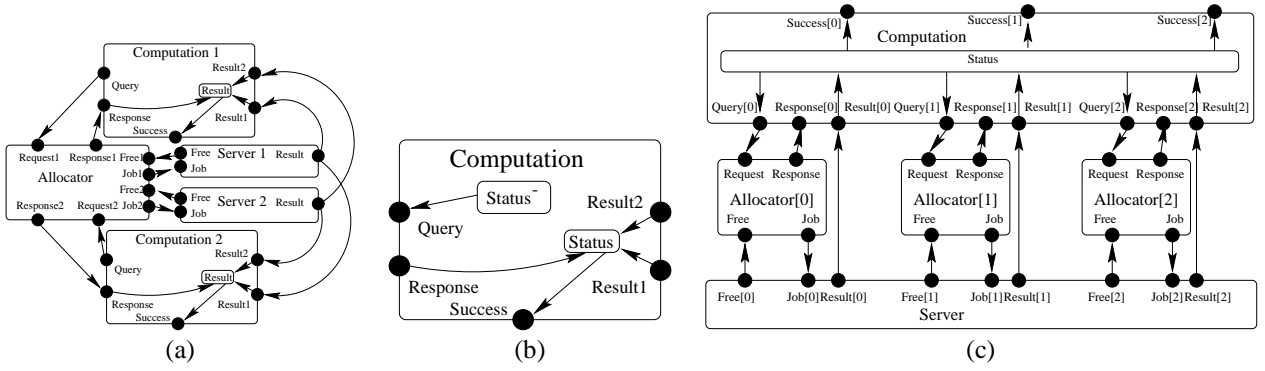 Computation 1
Result2
Query
Result
Response
Result1
Success
Request1
Response1
Free1
Free
Server 1
Result
Allocator
Job1
Job
Free2
Response2
Request2
Job2
Free
Server 2
Result
Job
Computation 2
Result2
Query
Result
Response
Result1
Success
(a)
Computation
Status-
Result2
Query
Status
Response
Result1
Success
(b)
Success[0] Success[1] Success[2]
Computation
Status
Query[0] Response[0] Result[0] Query[1] Response[1] Result[1] Query[2] Response[2] Result[2]
Request Response Request Response Request Response
Allocator[0] Allocator[1] Allocator[2]
Free Job Free Job Free Job
Free[0] Job[0] Result[0] Free[1] Job[1] Result[1] Free[2] Job[2] Result[2]
Server
(c)